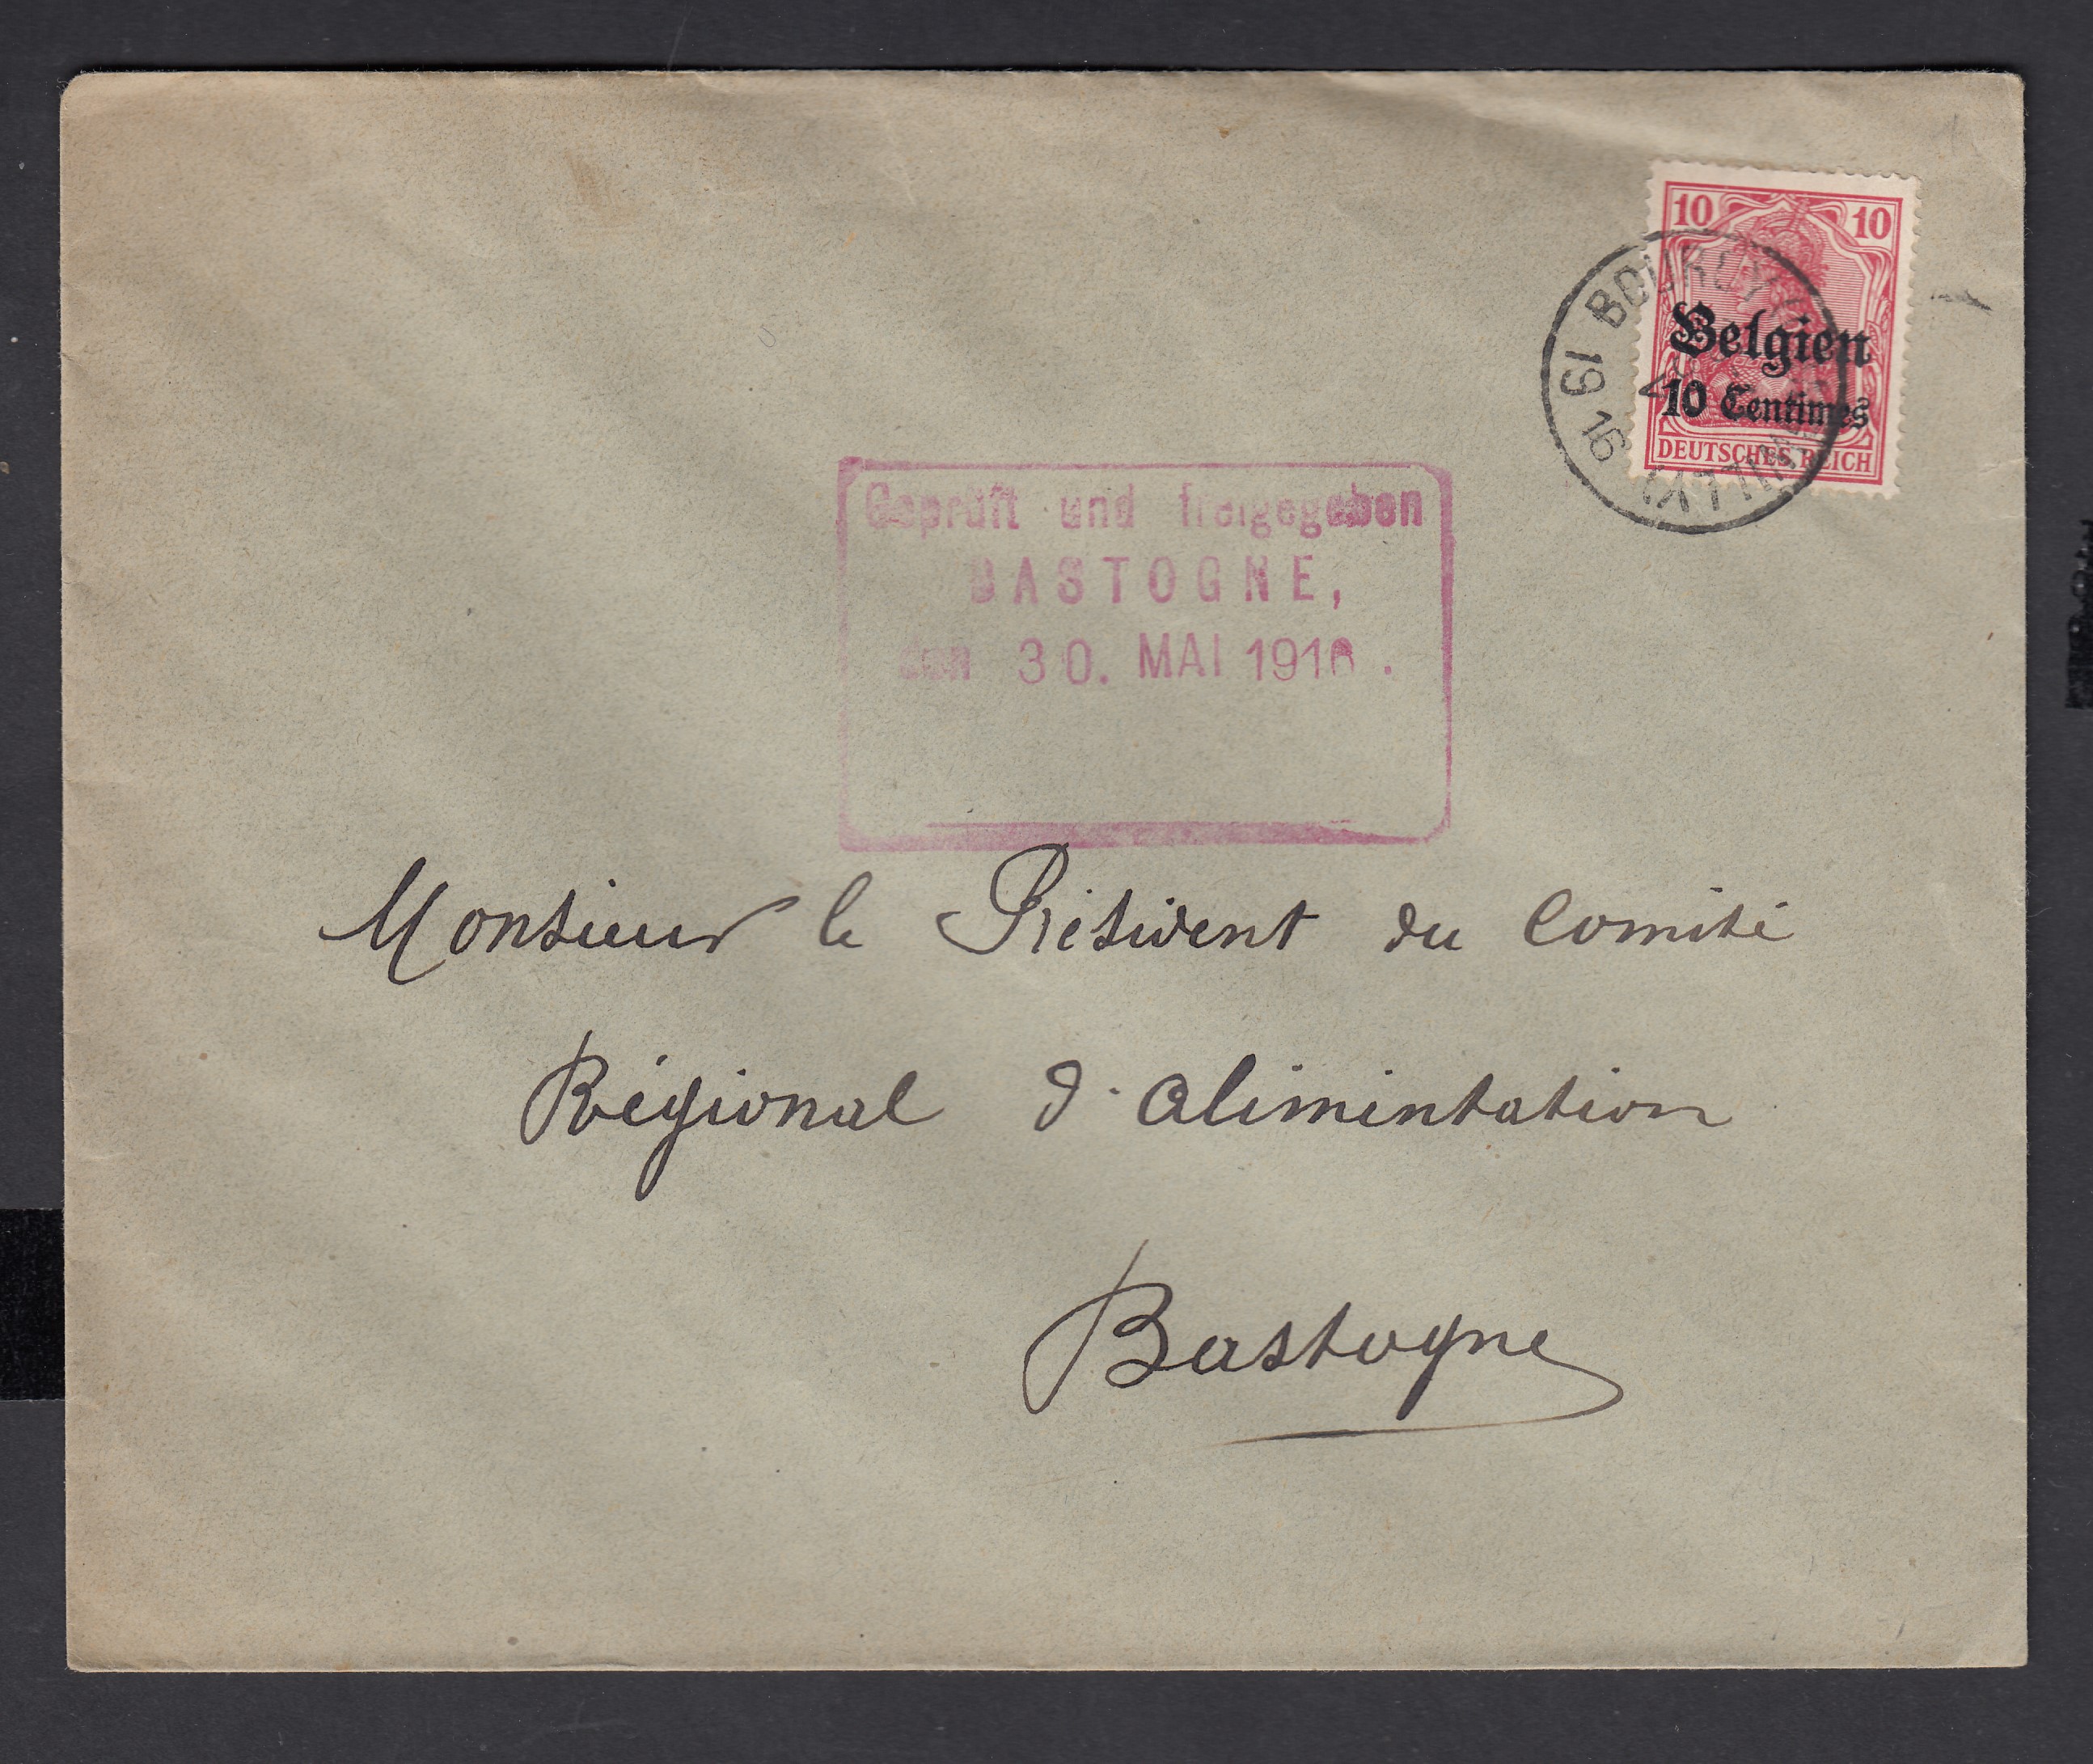 10 10
Belgien
10 Centimes
DEUTSCHES REICH
Geprüft und freigegeben
BASTOGNE,
den 30. MAI 1916.
Monsieur le Président du Comité
Régional d'alimentation
Bastogne